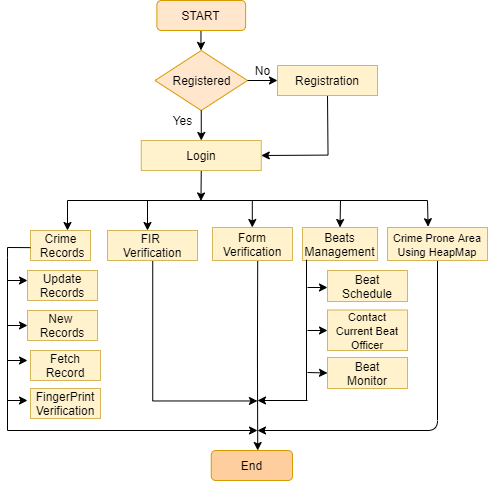 START
Registered
No
Registration
Yes
Login
Crime
Records
FIR
Verification
Form
Verification
Beats
Management
Crime Prone Area
Using HeapMap
Update
Records
New
Records
Fetch
Record
FingerPrint
Verification
Beat
Schedule
Contact
Current Beat
Officer
Beat
Monitor
End